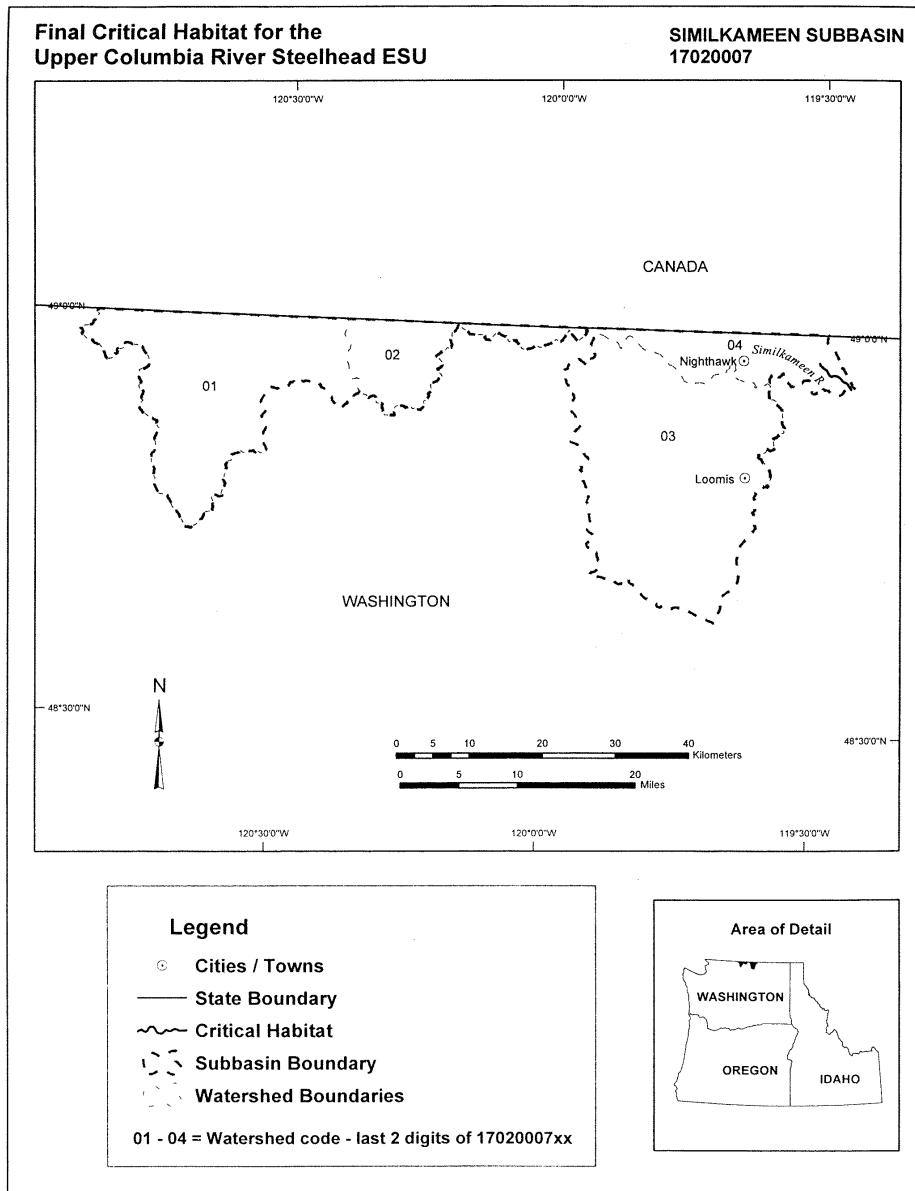 Final Critical Habitat for the
Upper Columbia River Steelhead ESU
SIMILKAMEEN SUBBASIN
17020007
120°30'0"W
120°0'0"W
119°30'0"W
CANADA
49°0'0"N
49°0'0"N
01
02
04
Similkameen R
Nighthawk
03
Loomis
WASHINGTON
N
48°30'0"N
48°30'0"N
0 5 10 20 30 40
Kilometers
0 5 10 20
Miles
120°30'0"W
120°0'0"W
119°30'0"W
Legend
Cities / Towns
State Boundary
Critical Habitat
Subbasin Boundary
Watershed Boundaries
01 - 04 = Watershed code - last 2 digits of 17020007xx
Area of Detail
WASHINGTON
OREGON
IDAHO